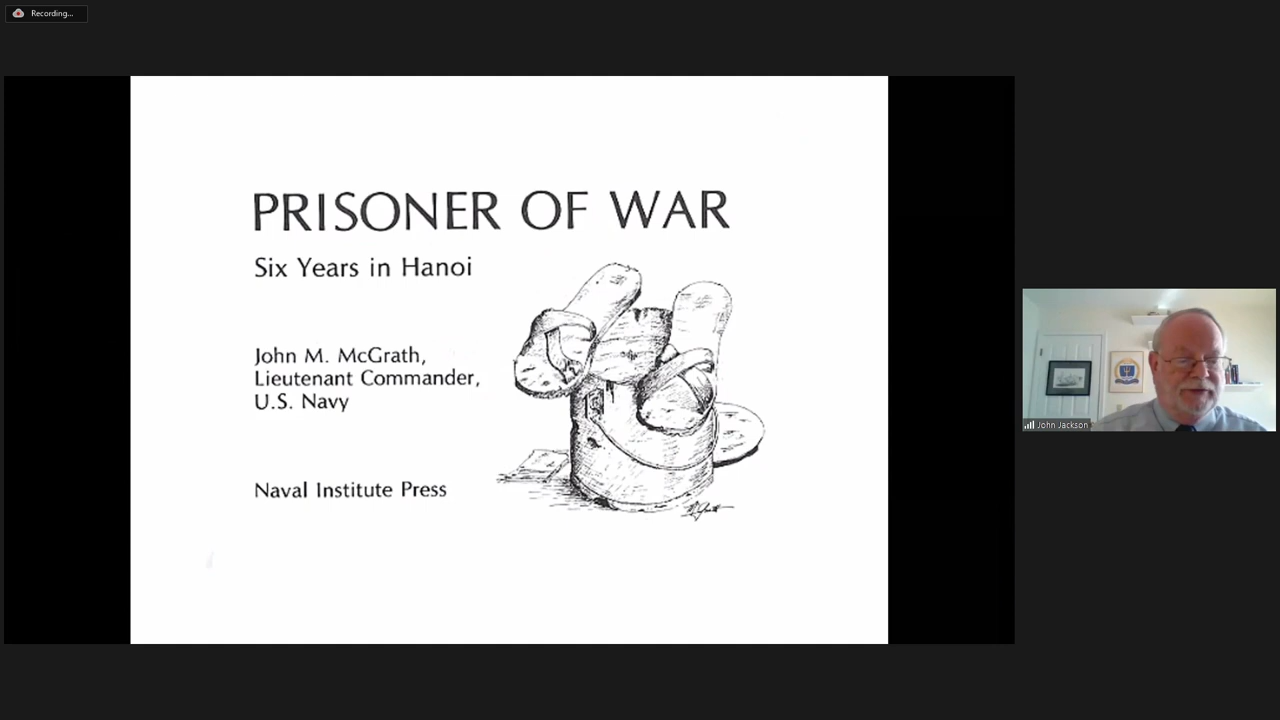 Recording...
PRISONER OF WAR
Six Years in Hanoi
John M. McGrath,
Lieutenant Commander,
U.S. Navy
Naval Institute Press
John Jackson